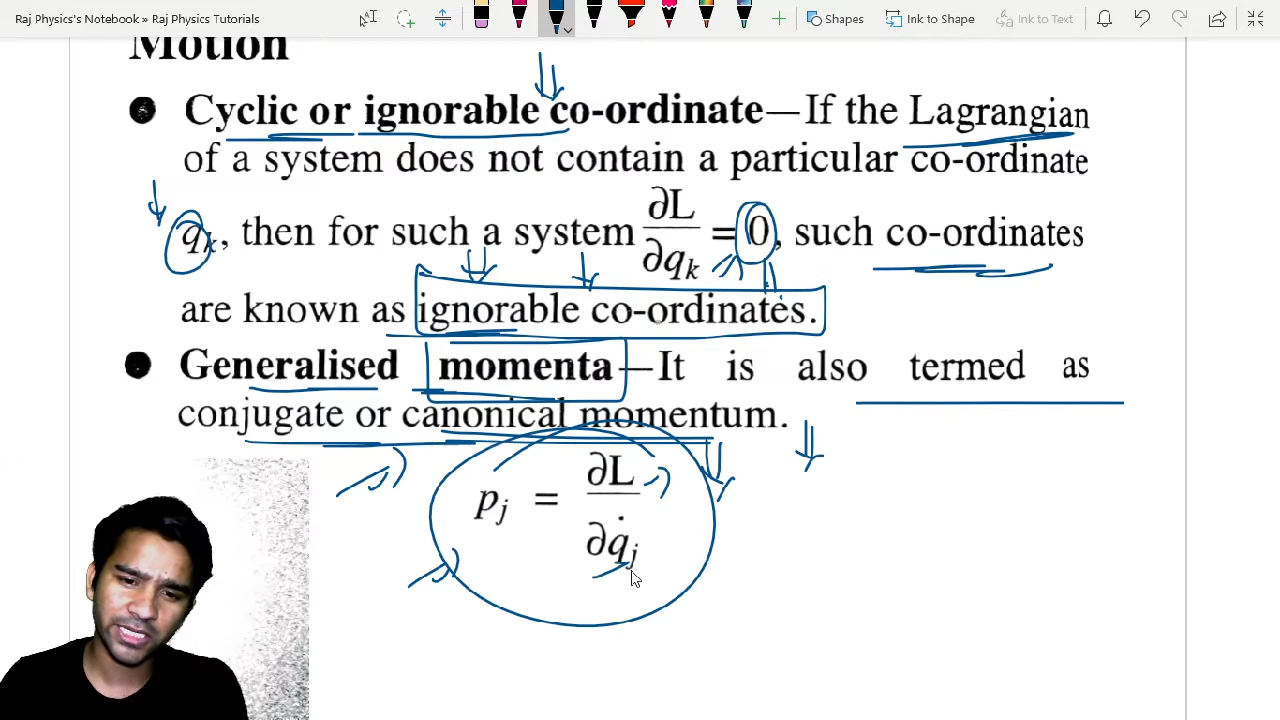 Raj Physics's Notebook » Raj Physics Tutorials
Shapes
Ink to Shape
Ink to Text
Motion
● Cyclic or ignorable co-ordinate—If the Lagrangian
of a system does not contain a particular co-ordinate
qₖ, then for such a system ∂L/∂qₖ = 0, such co-ordinates
are known as ignorable co-ordinates.
● Generalised momenta—It is also termed as
conjugate or canonical momentum.
pⱼ = ∂L/∂q̇ⱼ